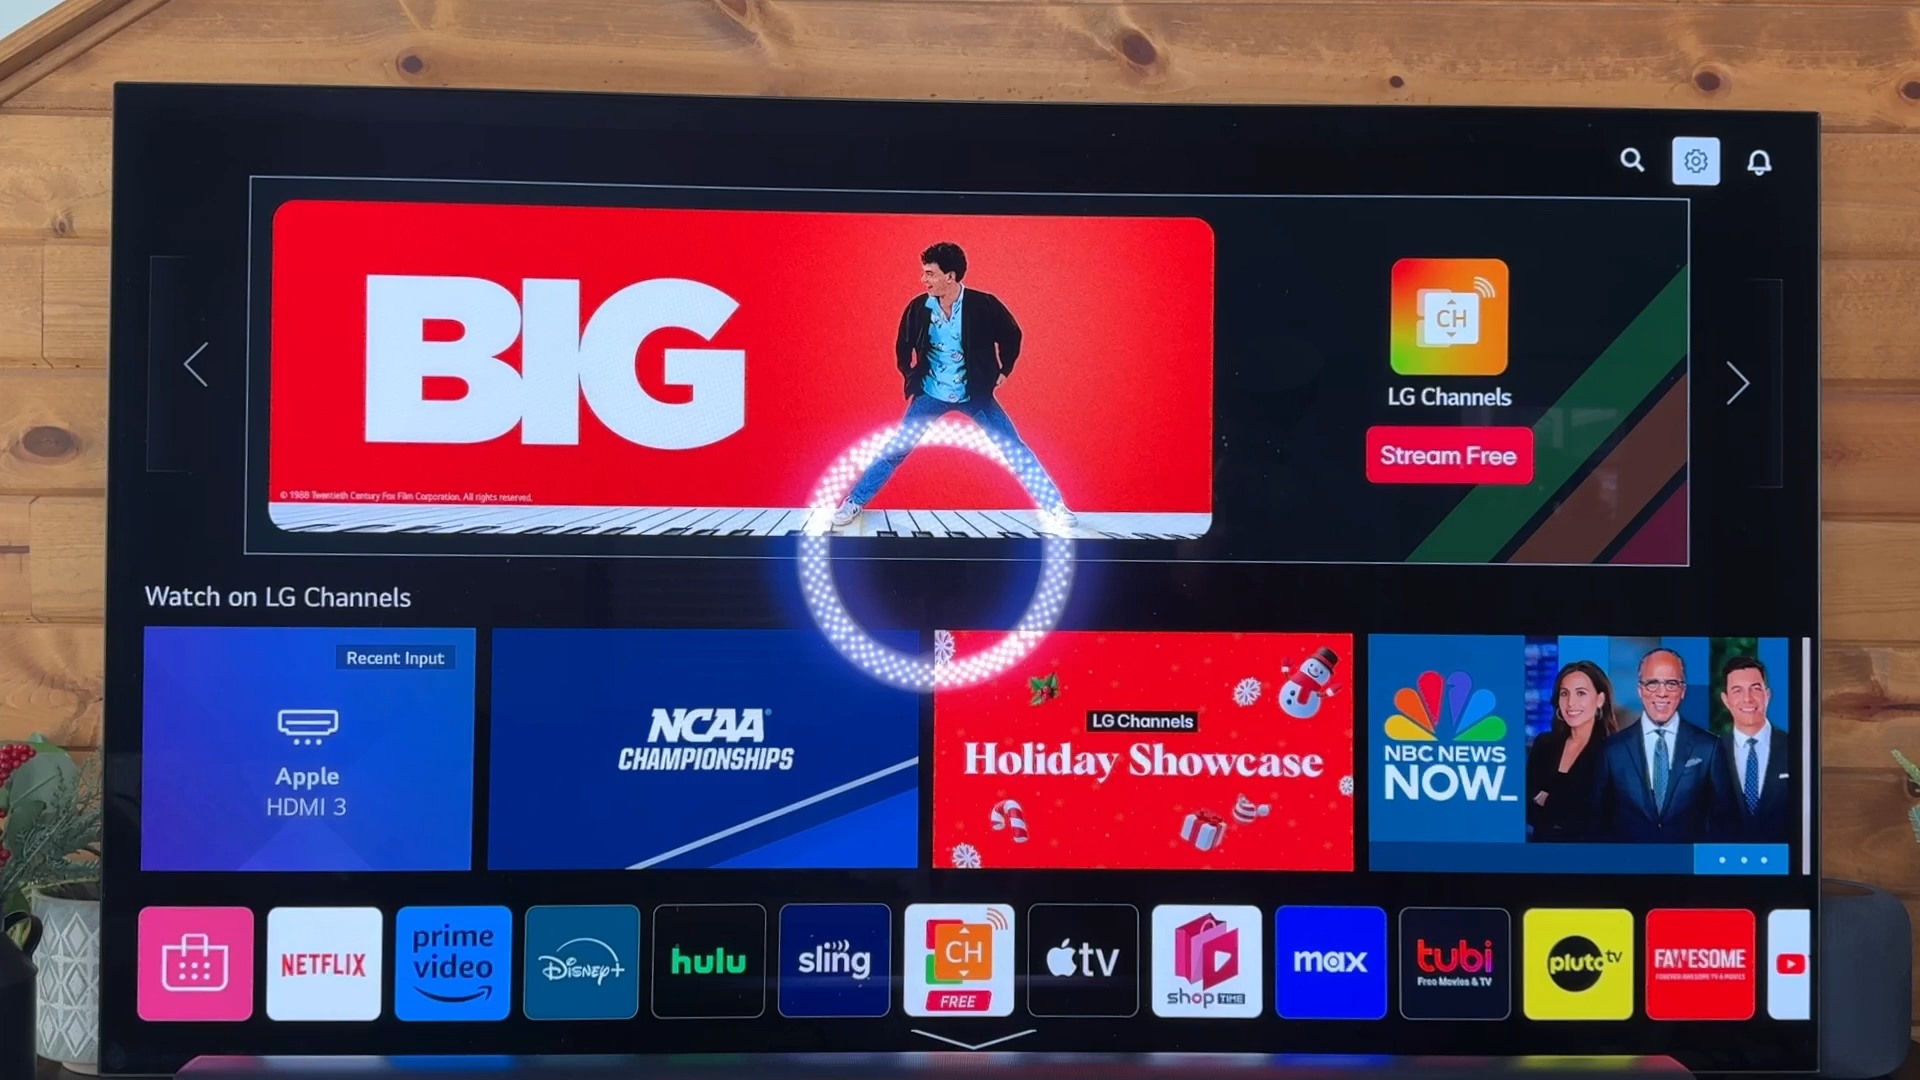 BIG
© 1988 Twentieth Century Fox Film Corporation. All rights reserved.
CH
LG Channels
Stream Free
Watch on LG Channels
Recent Input
Apple
HDMI 3
NCAA
CHAMPIONSHIPS
LG Channels
Holiday Showcase
NBC NEWS
NOW_
NETFLIX
prime
video
Disney+
hulu
sling
CH
FREE
tv
shop TIME
max
tubi
Free Movies & TV
pluto tv
FAWESOME